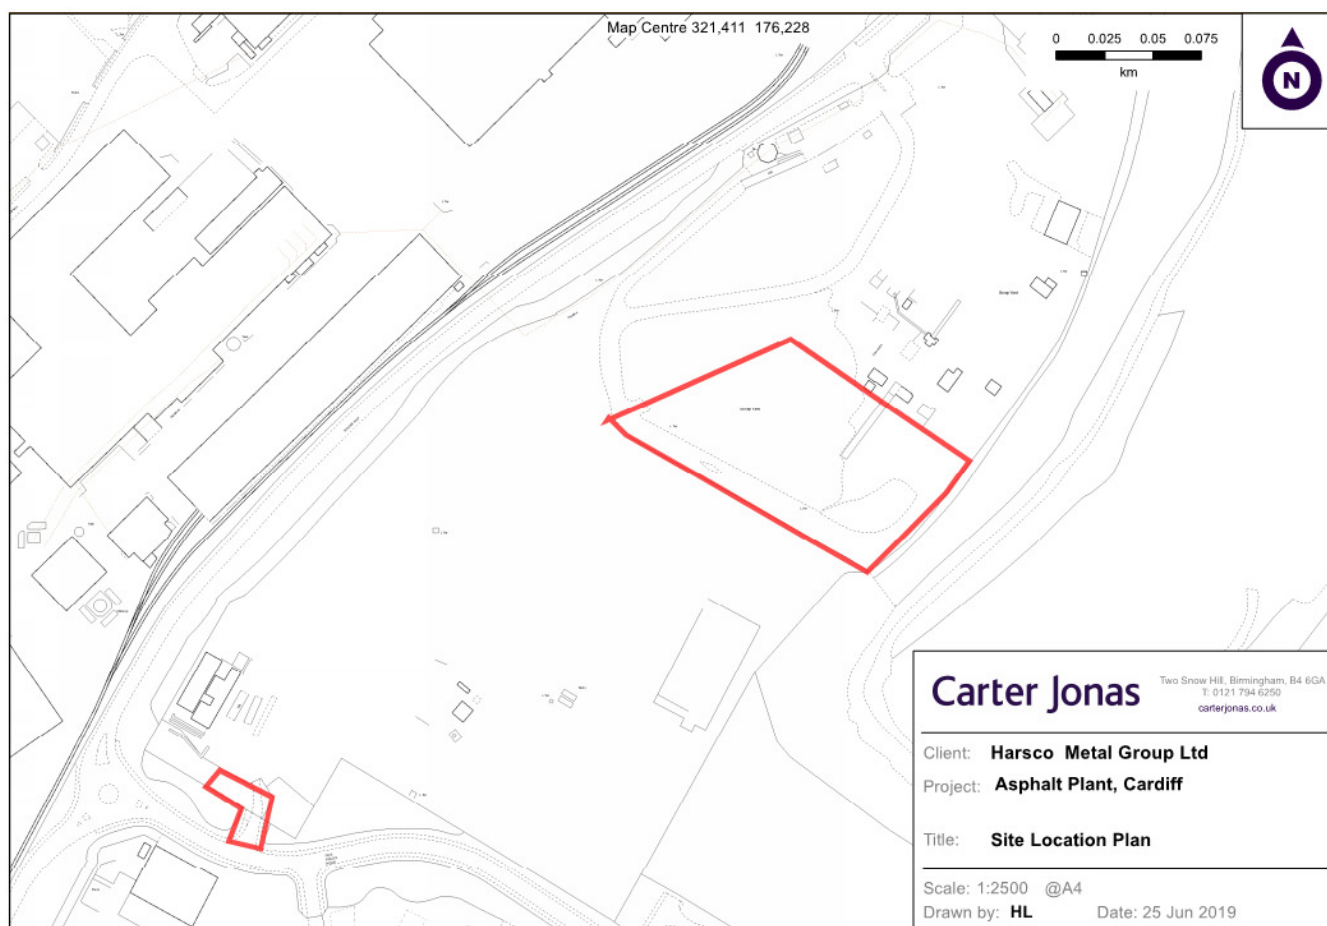 Map Centre 321,411 176,228
0 0.025 0.05 0.075
km
N
Carter Jonas
Two Snow Hill, Birmingham, B4 6GA
T: 0121 794 6250
carterjonas.co.uk
Client: Harsco Metal Group Ltd
Project: Asphalt Plant, Cardiff
Title: Site Location Plan
Scale: 1:2500 @A4
Drawn by: HL Date: 25 Jun 2019